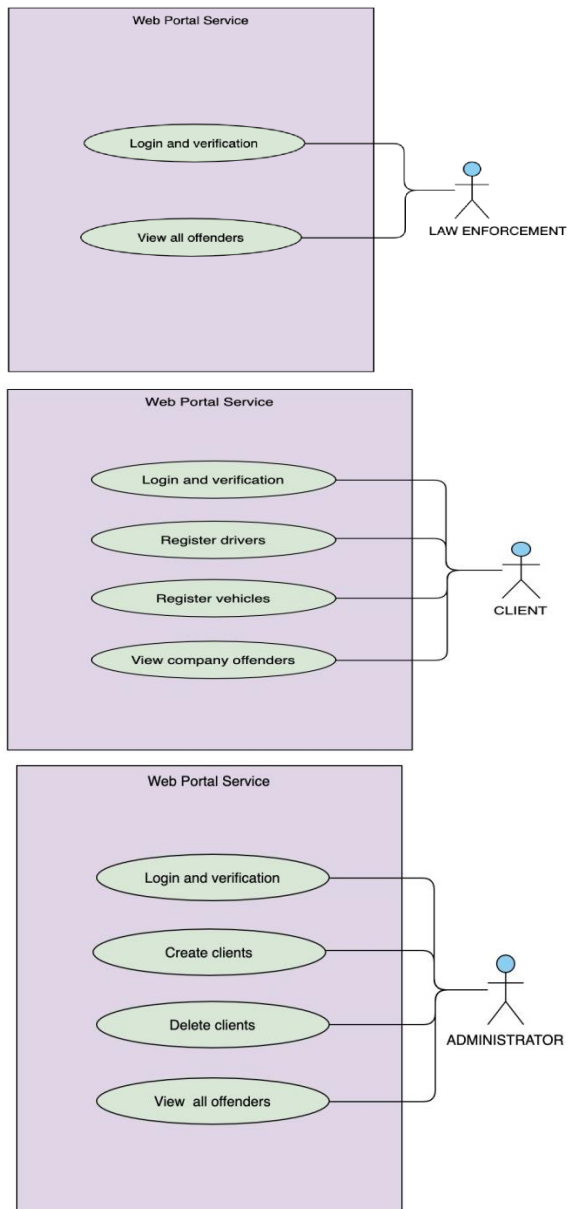 Web Portal Service
Login and verification
View all offenders
LAW ENFORCEMENT
Web Portal Service
Login and verification
Register drivers
Register vehicles
View company offenders
CLIENT
Web Portal Service
Login and verification
Create clients
Delete clients
View all offenders
ADMINISTRATOR